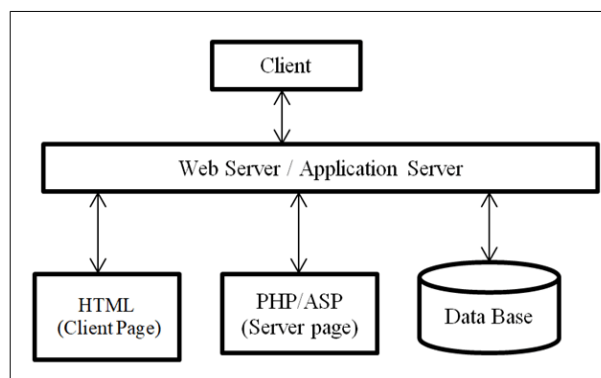 Client
Web Server / Application Server
HTML
(Client Page)
PHP/ASP
(Server page)
Data Base